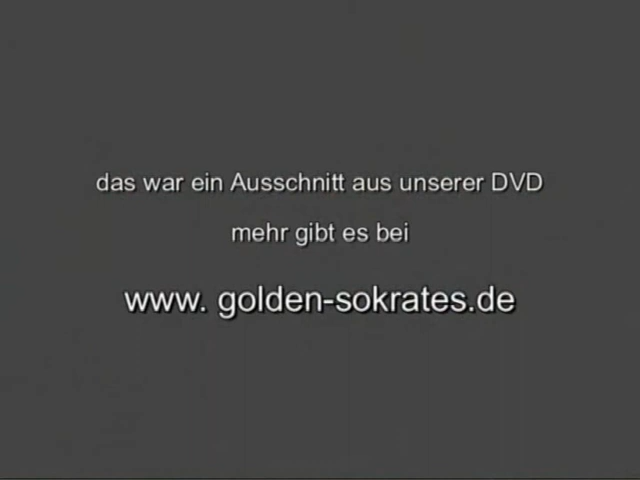 das war ein Ausschnitt aus unserer DVD
mehr gibt es bei
www. golden-sokrates.de